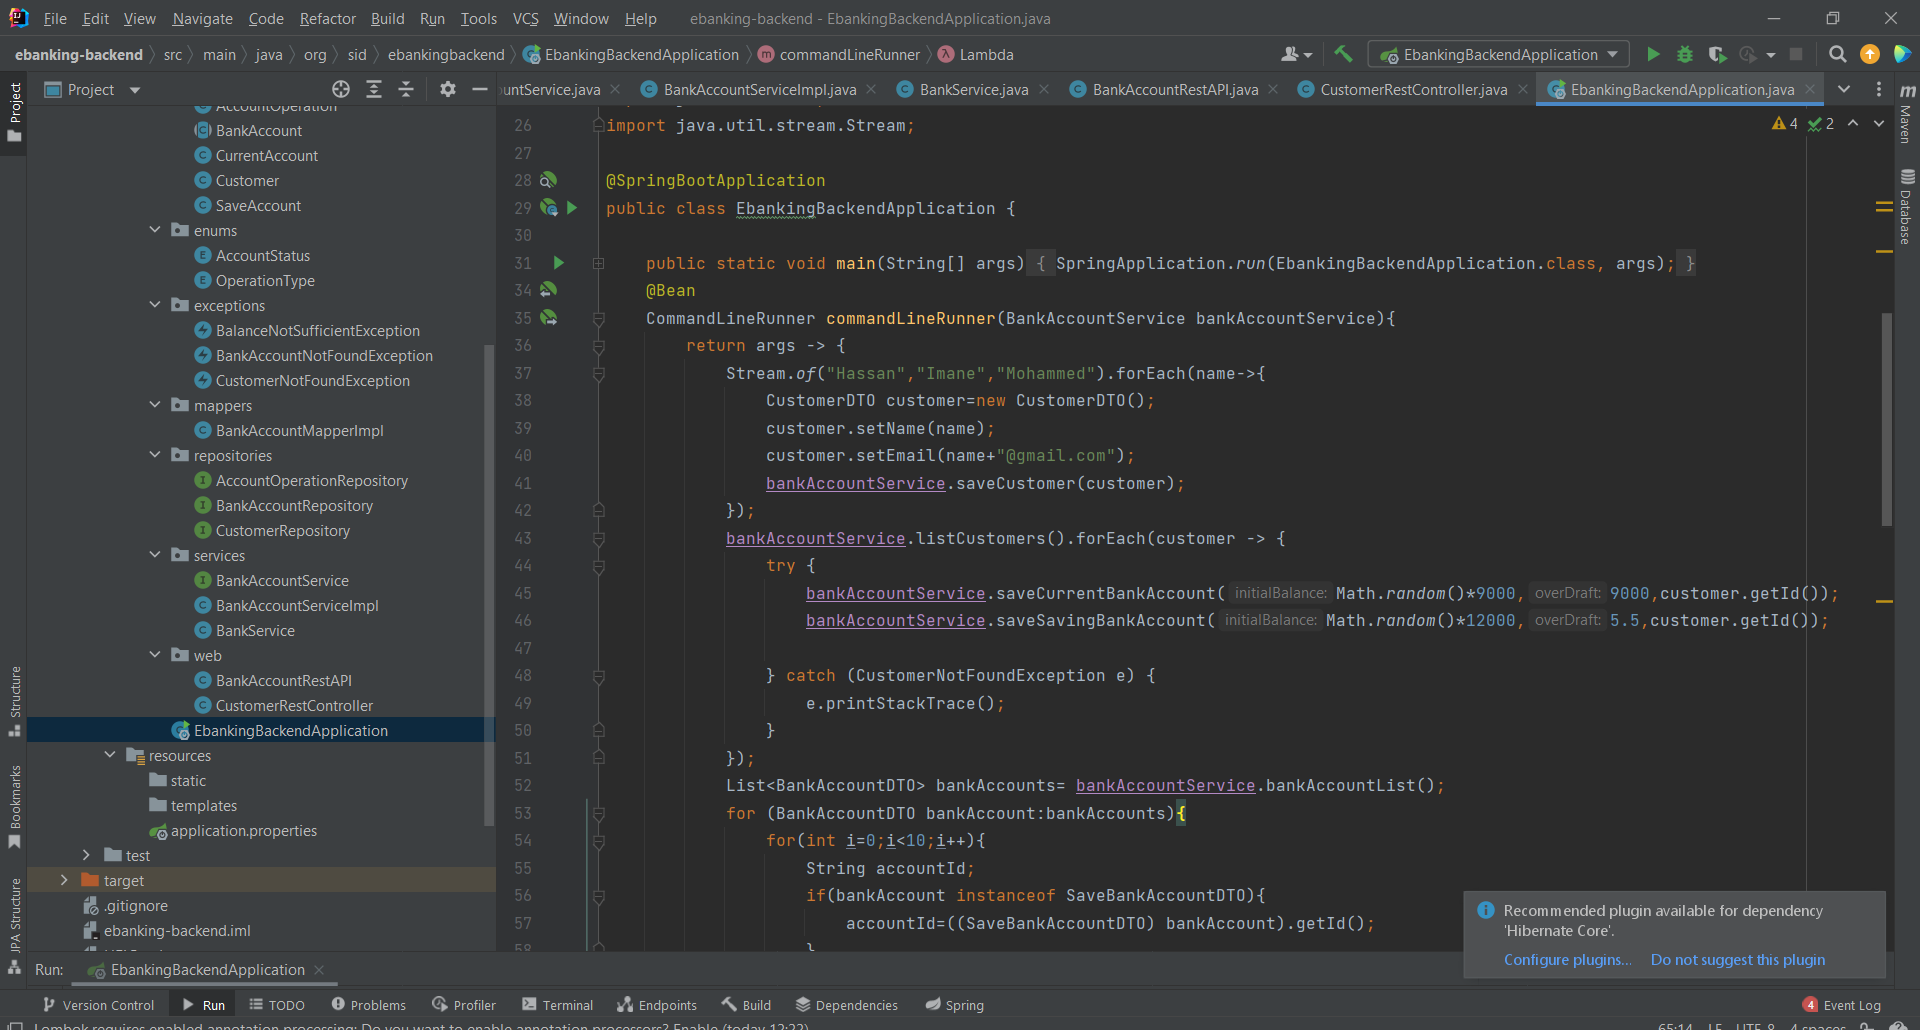 File Edit View Navigate Code Refactor Build Run Tools VCS Window Help ebanking-backend - EbankingBackendApplication.java
ebanking-backend src main java org sid ebankingbackend EbankingBackendApplication commandLineRunner Lambda EbankingBackendApplication
Project
ountService.java BankAccountServiceImpl.java BankService.java BankAccountRestAPI.java CustomerRestController.java EbankingBackendApplication.java
Project
Structure
Bookmarks
JPA Structure
AccountOperation
BankAccount
CurrentAccount
Customer
SaveAccount
enums
AccountStatus
OperationType
exceptions
BalanceNotSufficientException
BankAccountNotFoundException
CustomerNotFoundException
mappers
BankAccountMapperImpl
repositories
AccountOperationRepository
BankAccountRepository
CustomerRepository
services
BankAccountService
BankAccountServiceImpl
BankService
web
BankAccountRestAPI
CustomerRestController
EbankingBackendApplication
resources
static
templates
application.properties
test
target
.gitignore
ebanking-backend.iml
4 2
26 import java.util.stream.Stream;
27
28 @SpringBootApplication
29 public class EbankingBackendApplication {
30
31 public static void main(String[] args) { SpringApplication.run(EbankingBackendApplication.class, args); }
34 @Bean
35 CommandLineRunner commandLineRunner(BankAccountService bankAccountService){
36 return args -> {
37 Stream.of("Hassan","Imane","Mohammed").forEach(name->{
38 CustomerDTO customer=new CustomerDTO();
39 customer.setName(name);
40 customer.setEmail(name+"@gmail.com");
41 bankAccountService.saveCustomer(customer);
42 });
43 bankAccountService.listCustomers().forEach(customer -> {
44 try {
45 bankAccountService.saveCurrentBankAccount( initialBalance: Math.random()*9000, overDraft: 9000,customer.getId());
46 bankAccountService.saveSavingBankAccount( initialBalance: Math.random()*12000, overDraft: 5.5,customer.getId());
47
48 } catch (CustomerNotFoundException e) {
49 e.printStackTrace();
50 }
51 });
52 List<BankAccountDTO> bankAccounts= bankAccountService.bankAccountList();
53 for (BankAccountDTO bankAccount:bankAccounts){
54 for(int i=0;i<10;i++){
55 String accountId;
56 if(bankAccount instanceof SaveBankAccountDTO){
57 accountId=((SaveBankAccountDTO) bankAccount).getId();
58 }
Maven
Database
Recommended plugin available for dependency
'Hibernate Core'.
Configure plugins... Do not suggest this plugin
Run: EbankingBackendApplication
Version Control Run TODO Problems Profiler Terminal Endpoints Build Dependencies Spring 4 Event Log
Lombok requires enabled annotation processing: Do you want to enable annotation processors? Enable (today 12:22) 65:14 LF UTF-8 4 spaces